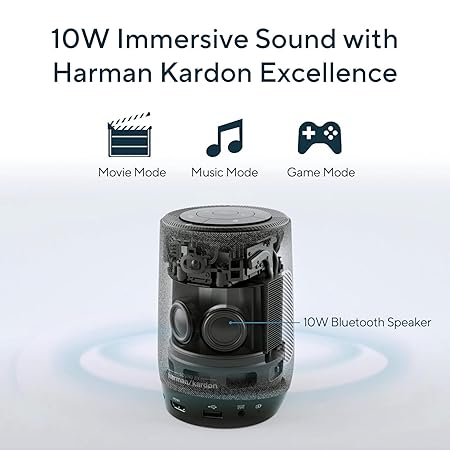 10W Immersive Sound with
Harman Kardon Excellence
Movie Mode Music Mode Game Mode
10W Bluetooth Speaker
harman/kardon